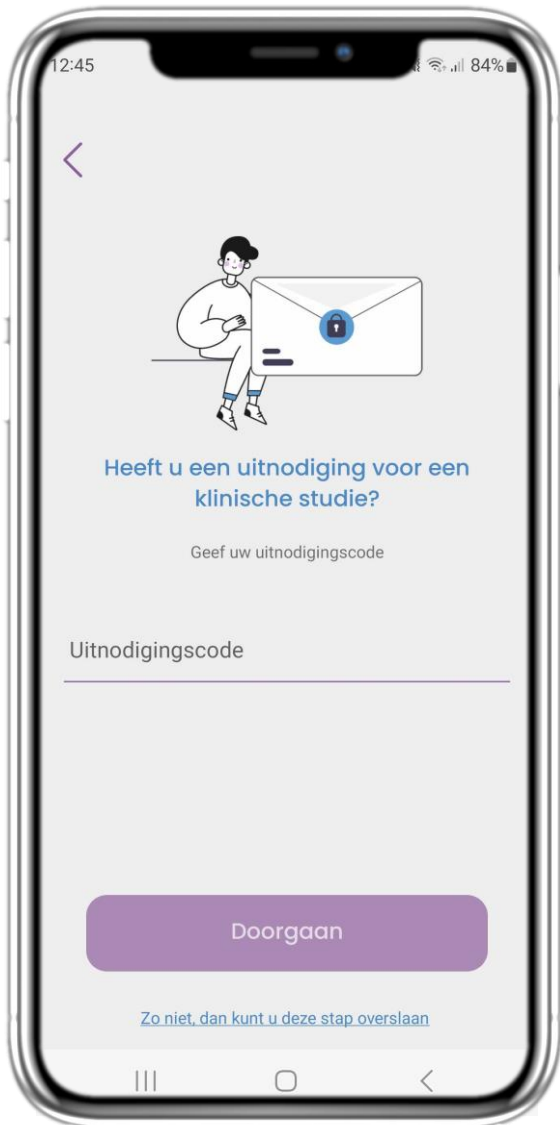 12:45
84%
Heeft u een uitnodiging voor een
klinische studie?
Geef uw uitnodigingscode
Uitnodigingscode
Doorgaan
Zo niet, dan kunt u deze stap overslaan